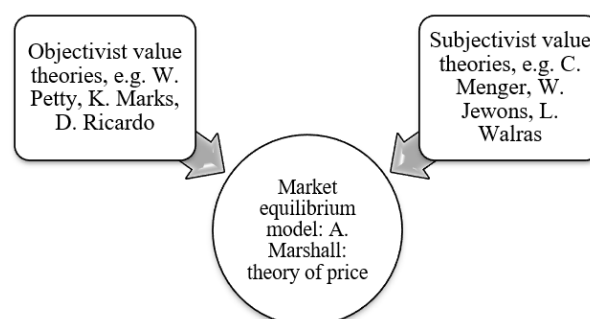 Objectivist value
theories, e.g. W.
Petty, K. Marks,
D. Ricardo
Subjectivist value
theories, e.g. C.
Menger, W.
Jewons, L.
Walras
Market
equilibrium
model: A.
Marshall:
theory of price